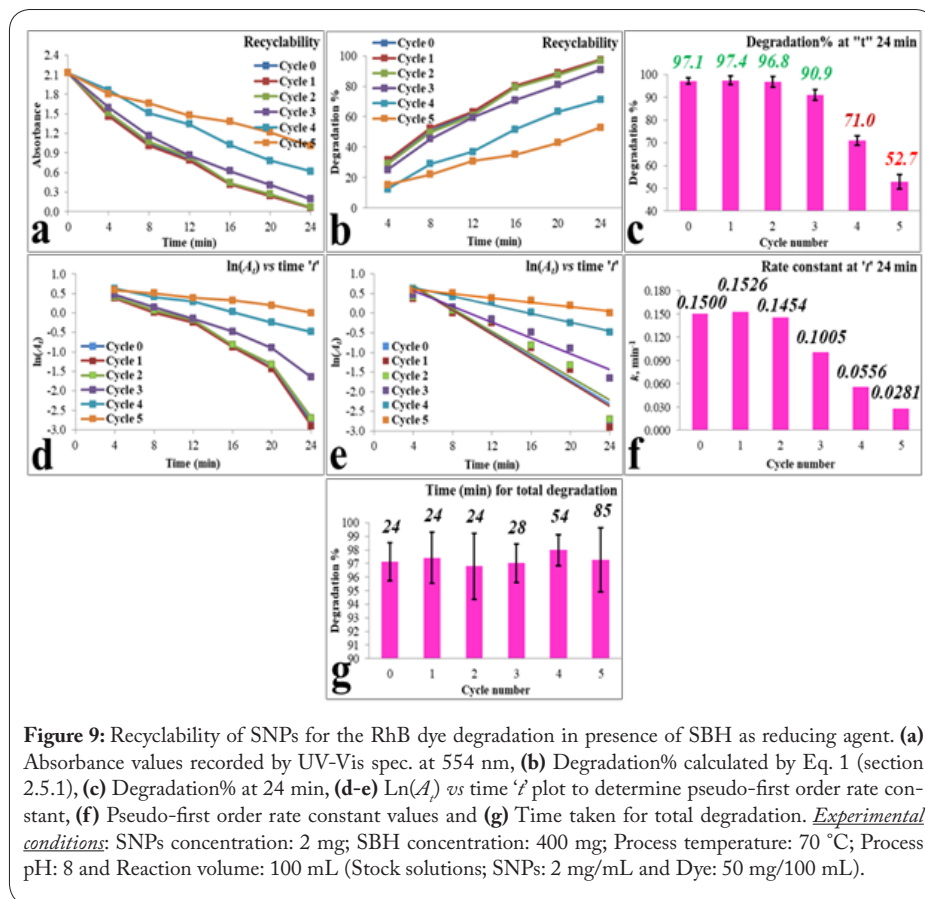 Recyclability
Absorbance
2.4
2.1
1.8
1.5
1.2
0.9
0.6
0.3
0.0
0 4 8 12 16 20 24
Time (min)
Cycle 0
Cycle 1
Cycle 2
Cycle 3
Cycle 4
Cycle 5
a
Recyclability
Degradation %
100
80
60
40
20
0
0 4 8 12 16 20 24
Time (min)
Cycle 0
Cycle 1
Cycle 2
Cycle 3
Cycle 4
Cycle 5
b
Degradation% at "t" 24 min
97.1 97.4 96.8 90.9 71.0 52.7
Degradation %
100
90
80
70
60
50
40
0 1 2 3 4 5
Cycle number
c
ln(At) vs time 't'
ln(At)
1.0
0.5
0.0
-0.5
-1.0
-1.5
-2.0
-2.5
-3.0
0 4 8 12 16 20 24
Time (min)
Cycle 0
Cycle 1
Cycle 2
Cycle 3
Cycle 4
Cycle 5
d
ln(At) vs time 't'
ln(At)
1.0
0.5
0.0
-0.5
-1.0
-1.5
-2.0
-2.5
-3.0
0 4 8 12 16 20 24
Time (min)
Cycle 0
Cycle 1
Cycle 2
Cycle 3
Cycle 4
Cycle 5
e
Rate constant at 't' 24 min
0.1500 0.1526 0.1454 0.1005 0.0556 0.0281
k, min-1
0.180
0.150
0.120
0.090
0.060
0.030
0.000
0 1 2 3 4 5
Cycle number
f
Time (min) for total degradation
24 24 24 28 54 85
Degradation %
100
99
98
97
96
95
94
93
92
91
90
0 1 2 3 4 5
Cycle number
g
Figure 9: Recyclability of SNPs for the RhB dye degradation in presence of SBH as reducing agent. (a)
Absorbance values recorded by UV-Vis spec. at 554 nm, (b) Degradation% calculated by Eq. 1 (section
2.5.1), (c) Degradation% at 24 min, (d-e) Ln(At) vs time ‘t’ plot to determine pseudo-first order rate con-
stant, (f) Pseudo-first order rate constant values and (g) Time taken for total degradation. Experimental
conditions: SNPs concentration: 2 mg; SBH concentration: 400 mg; Process temperature: 70 ˚C; Process
pH: 8 and Reaction volume: 100 mL (Stock solutions; SNPs: 2 mg/mL and Dye: 50 mg/100 mL).